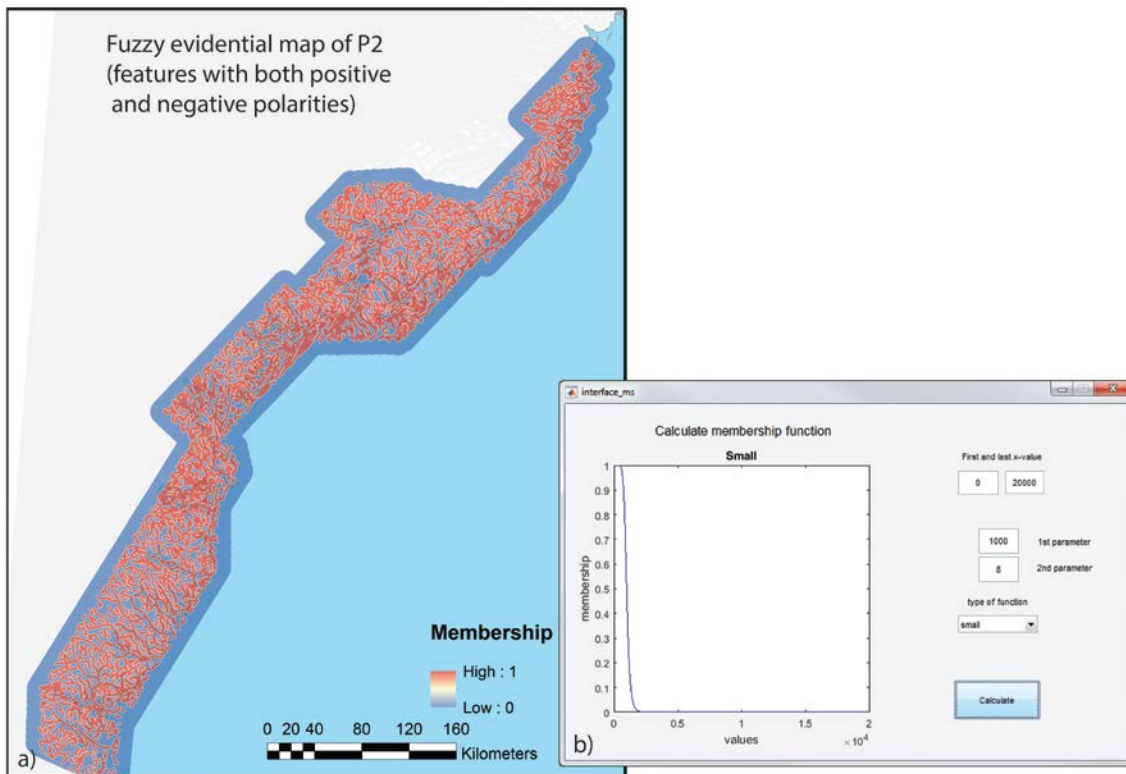 Fuzzy evidential map of P2
(features with both positive
and negative polarities)
Membership
High : 1
Low : 0
0 20 40 80 120 160
Kilometers
a)
interface_ms
Calculate membership function
Small
1
0.9
0.8
0.7
0.6
0.5
0.4
0.3
0.2
0.1
0
membership
0 0.5 1 1.5 2
values
×10⁴
First and last x-value
0 20000
1000 1st parameter
8 2nd parameter
type of function
small
Calculate
b)